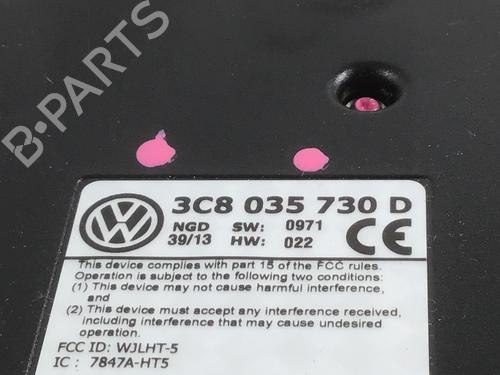 B-PARTS
3C8 035 730 D
NGD SW: 0971
39/13 HW: 022
CE
This device complies with part 15 of the FCC rules.
Operation is subject to the following two conditions:
(1) This device may not cause harmful interference,
and
(2) This device must accept any interference received,
including interference that may cause undesired
operation.
FCC ID: WJLHT-5
IC : 7847A-HT5